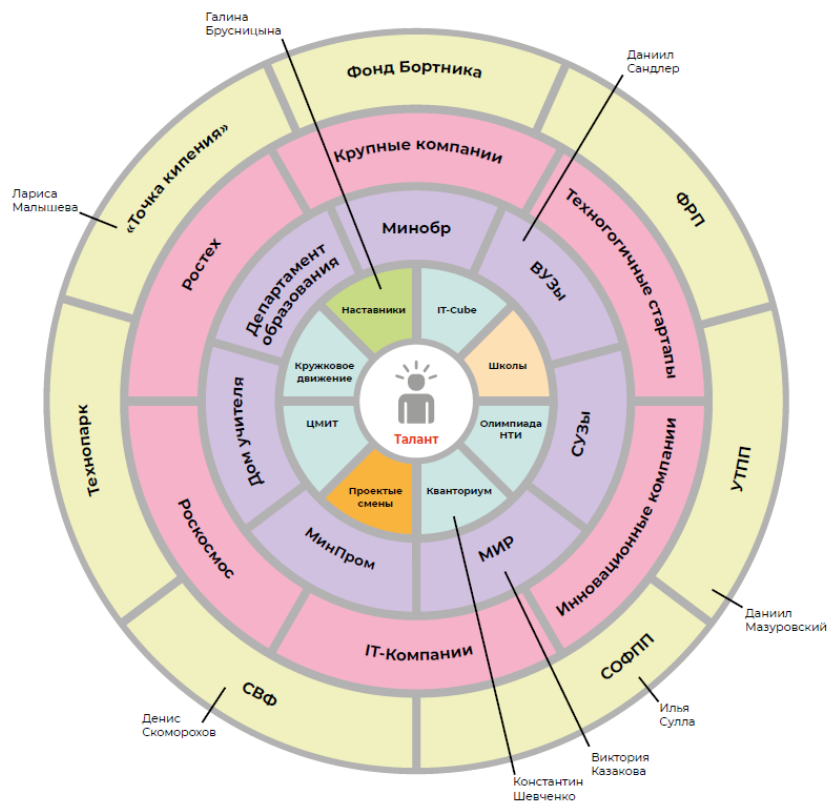 Галина
Брусницына
Даниил
Сандлер
Лариса
Малышева
Фонд Бортника
«Точка кипения»
ФРП
Технопарк
УТПП
СВФ
СОФПП
Крупные компании
Ростех
Техногогичные стартапы
Роскосмос
Инновационные компании
IT-Компании
Минобр
Департамент
образования
ВУЗы
Дом учителя
СУЗы
МинПром
МИР
Наставники
IT-Cube
Кружковое
движение
Школы
ЦМИТ
Олимпиада
НТИ
Проектые
смены
Кванториум
Талант
Даниил
Мазуровский
Илья
Сулла
Денис
Скоморохов
Виктория
Казакова
Константин
Шевченко